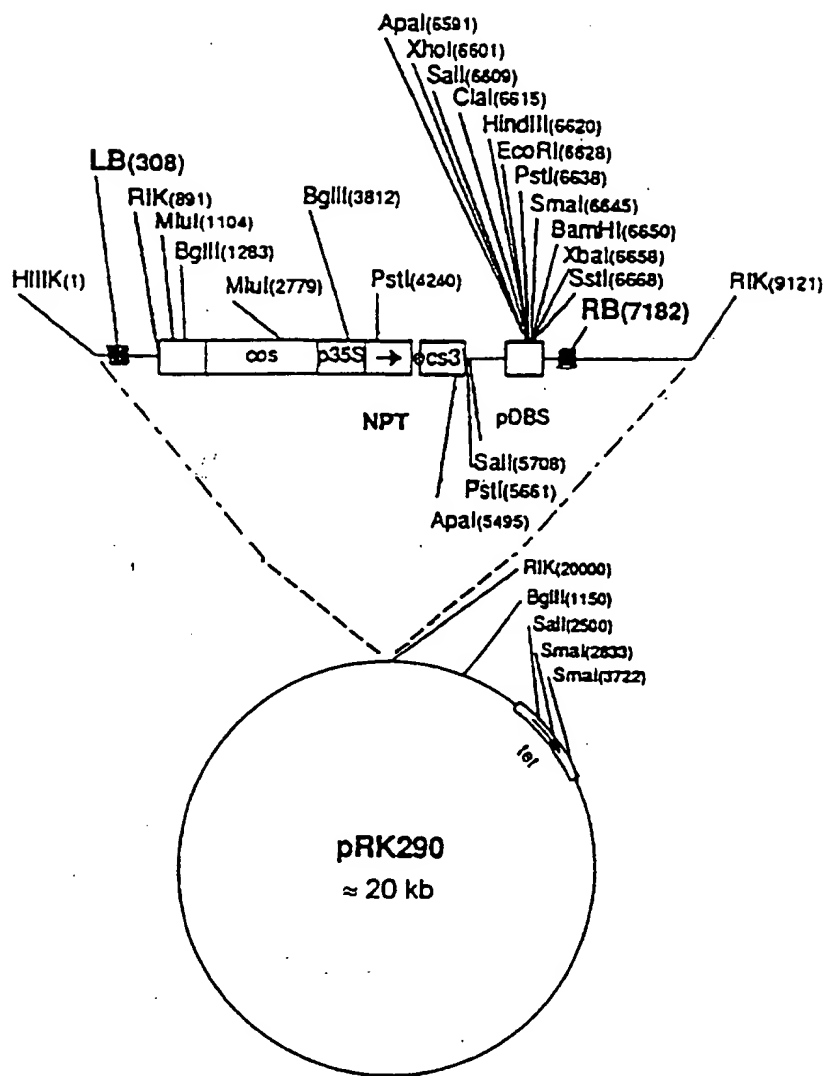 ApaI(6591)
XhoI(6601)
SalI(6609)
ClaI(6615)
HindIII(6620)
EcoRI(6628)
PstI(6638)
SmaI(6645)
BamHI(6650)
XbaI(6658)
SstI(6668)
LB(308)
RIK(891)
MluI(1104)
BglII(1283)
BglII(3812)
HIIIK(1)
MluI(2779)
PstI(4240)
RB(7182)
RIK(9121)
cos
p35S
cs3
NPT
pDBS
SalI(5708)
PstI(5661)
ApaI(5495)
RIK(20000)
BglII(1150)
SalI(2500)
SmaI(2833)
SmaI(3722)
tet
pRK290
≈ 20 kb